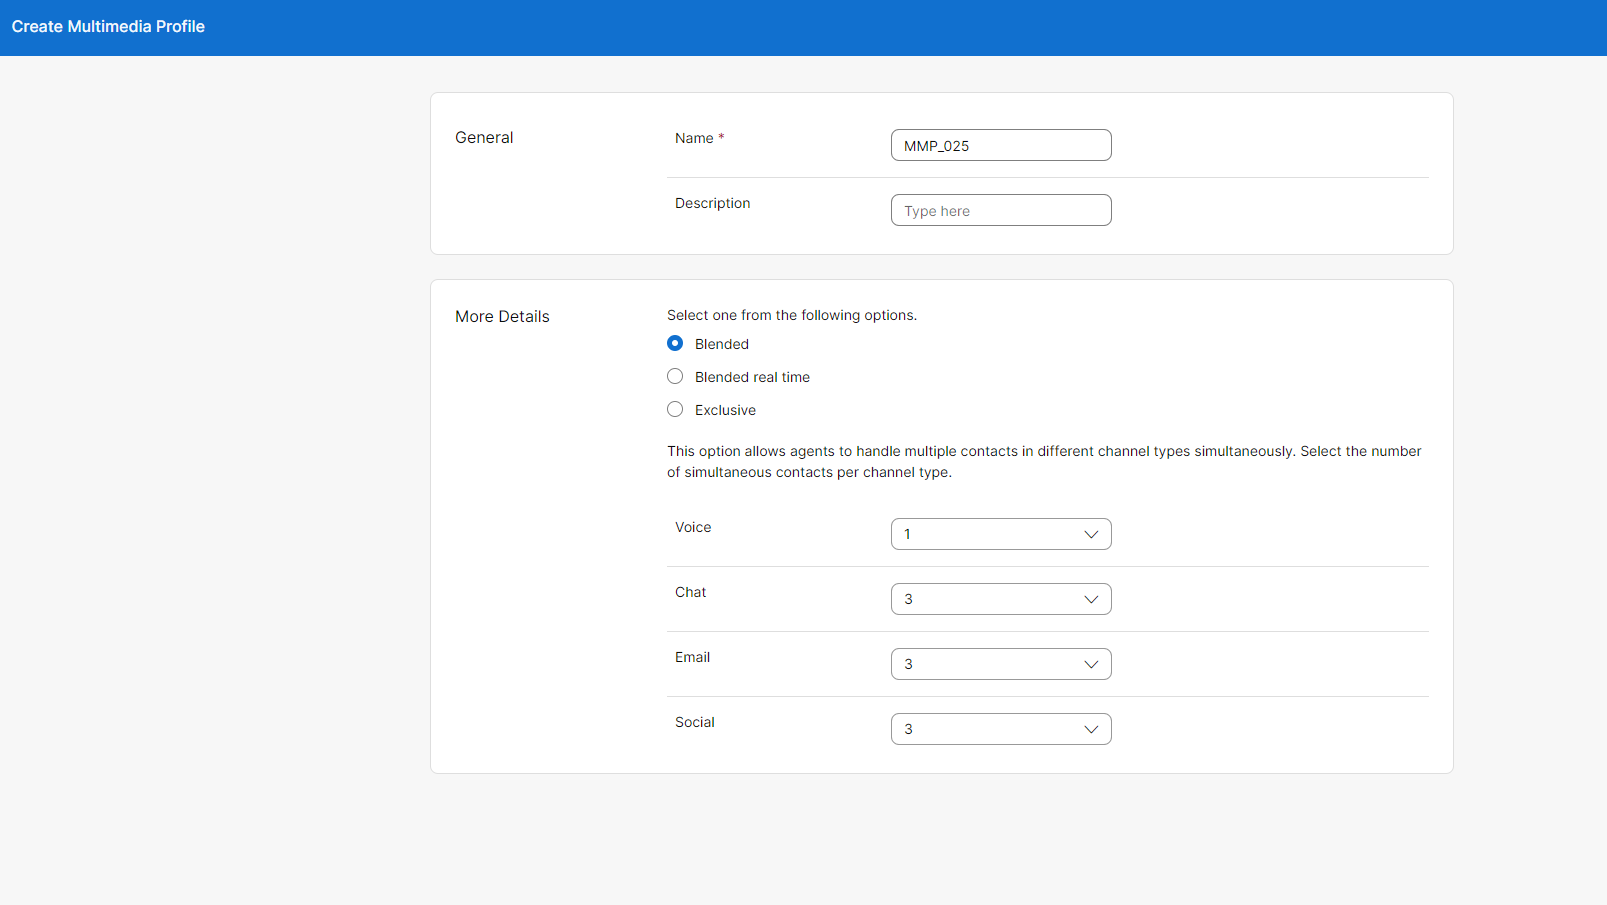 Create Multimedia Profile
General
Name *
MMP_025
Description
Type here
More Details
Select one from the following options.
Blended
Blended real time
Exclusive
This option allows agents to handle multiple contacts in different channel types simultaneously. Select the number
of simultaneous contacts per channel type.
Voice
1
Chat
3
Email
3
Social
3